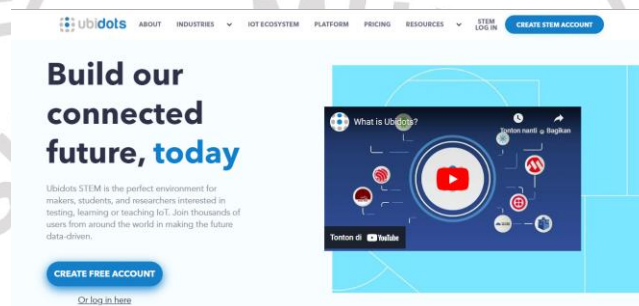 ubidots ABOUT INDUSTRIES IOT ECOSYSTEM PLATFORM PRICING RESOURCES STEM LOG IN CREATE STEM ACCOUNT
Build our
connected
future, today
Ubidots STEM is the perfect environment for
makers, students, and researchers interested in
testing, learning or teaching IoT. Join thousands of
users from around the world in making the future
data-driven.
CREATE FREE ACCOUNT
Or log in here
What is Ubidots?
Tonton nanti Bagikan
Tonton di YouTube